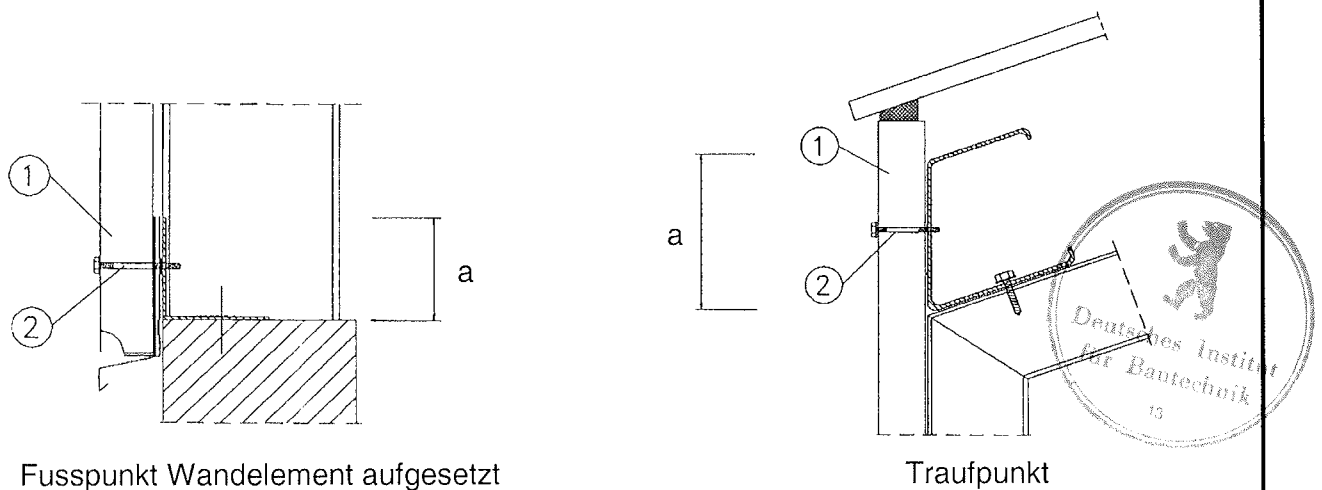 1
2
a
Fusspunkt Wandelement aufgesetzt
1
2
a
Traufpunkt
Deutsches Institut
für Bautechnik
13